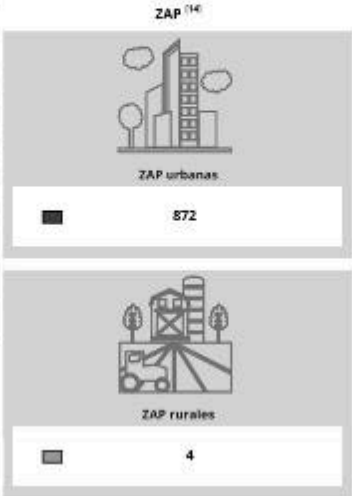 ZAP [14]
ZAP urbanas
872
ZAP rurales
4